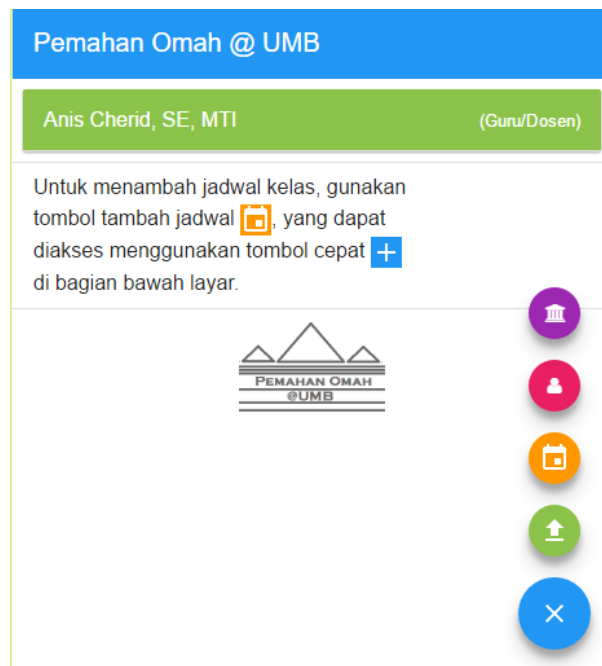 Pemahan Omah @ UMB
Anis Cherid, SE, MTI (Guru/Dosen)
Untuk menambah jadwal kelas, gunakan
tombol tambah jadwal , yang dapat
diakses menggunakan tombol cepat +
di bagian bawah layar.
PEMAHAN OMAH
@UMB